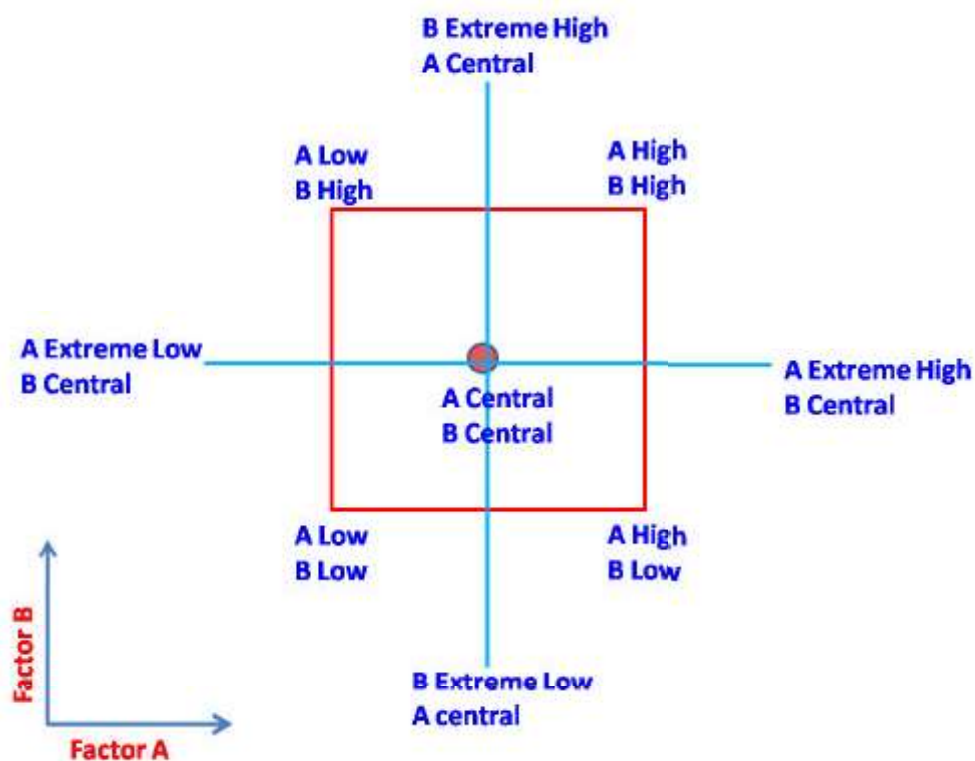 B Extreme High
A Central
A Low
B High
A High
B High
A Extreme Low
B Central
A Central
B Central
A Extreme High
B Central
A Low
B Low
A High
B Low
B Extreme Low
A central
Factor B
Factor A